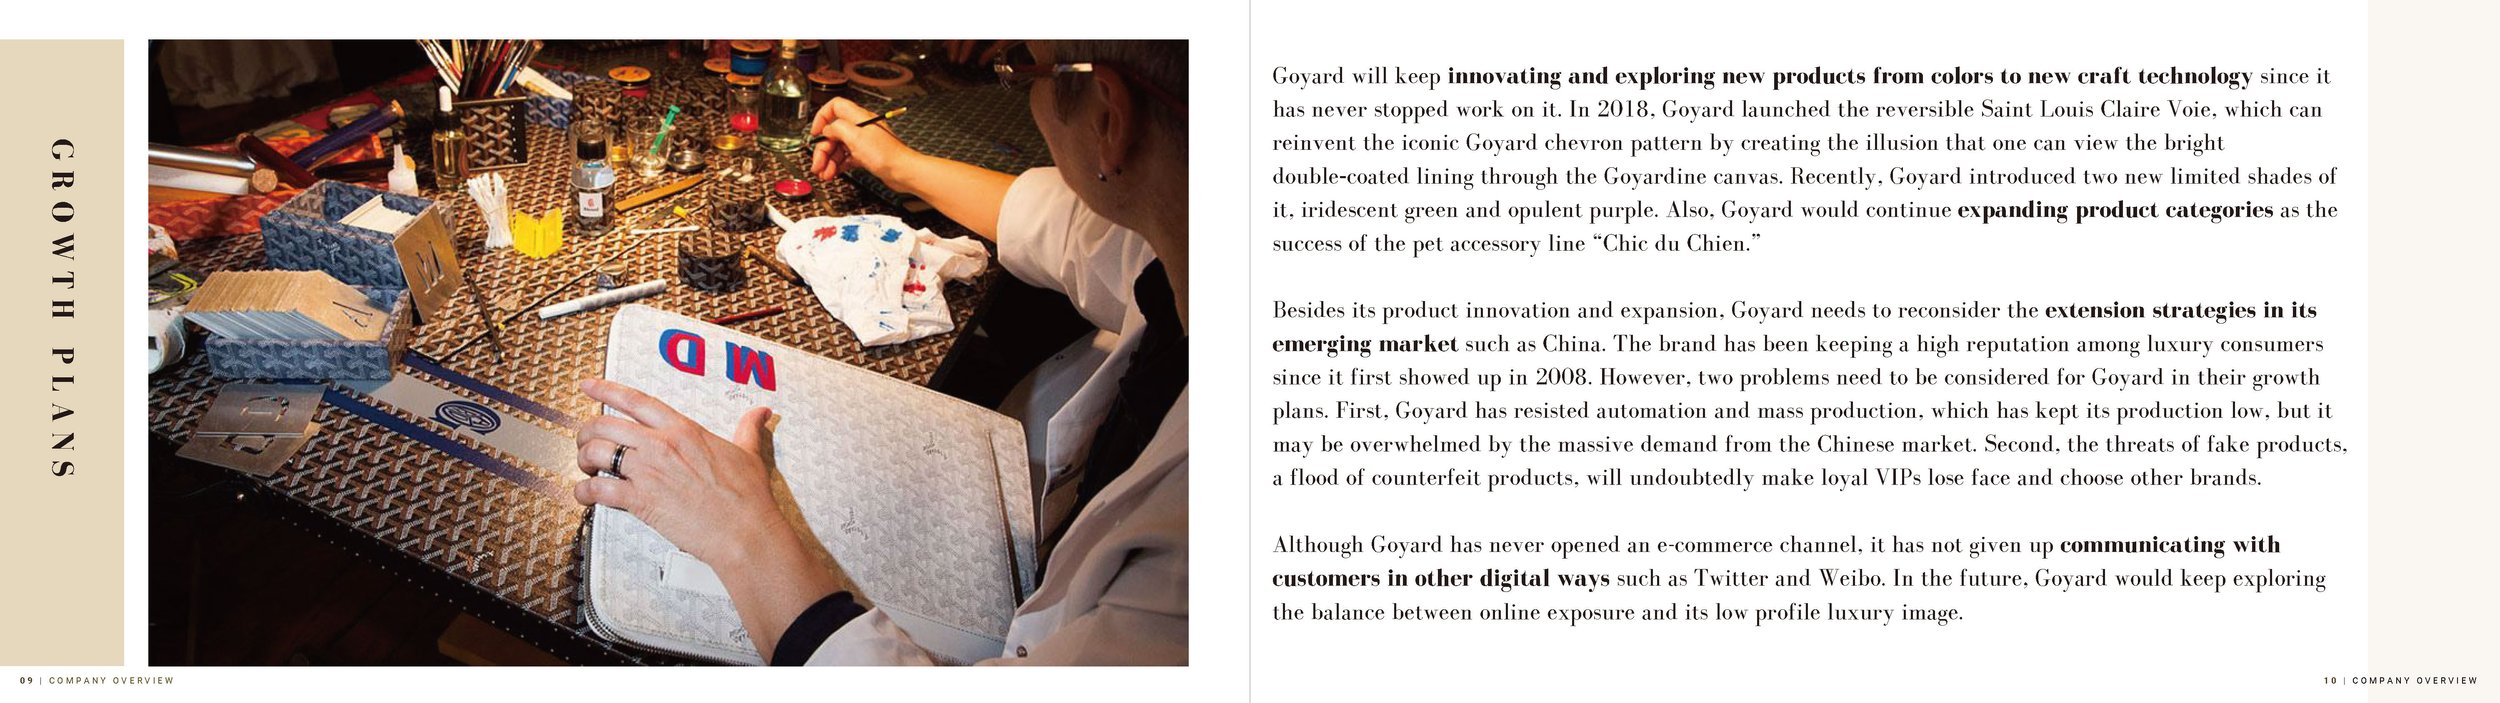 GROWTH PLANS
M D
09 | COMPANY OVERVIEW
Goyard will keep innovating and exploring new products from colors to new craft technology since it
has never stopped work on it. In 2018, Goyard launched the reversible Saint Louis Claire Voie, which can
reinvent the iconic Goyard chevron pattern by creating the illusion that one can view the bright
double-coated lining through the Goyardine canvas. Recently, Goyard introduced two new limited shades of
it, iridescent green and opulent purple. Also, Goyard would continue expanding product categories as the
success of the pet accessory line “Chic du Chien.”
Besides its product innovation and expansion, Goyard needs to reconsider the extension strategies in its
emerging market such as China. The brand has been keeping a high reputation among luxury consumers
since it first showed up in 2008. However, two problems need to be considered for Goyard in their growth
plans. First, Goyard has resisted automation and mass production, which has kept its production low, but it
may be overwhelmed by the massive demand from the Chinese market. Second, the threats of fake products,
a flood of counterfeit products, will undoubtedly make loyal VIPs lose face and choose other brands.
Although Goyard has never opened an e-commerce channel, it has not given up communicating with
customers in other digital ways such as Twitter and Weibo. In the future, Goyard would keep exploring
the balance between online exposure and its low profile luxury image.
10 | COMPANY OVERVIEW